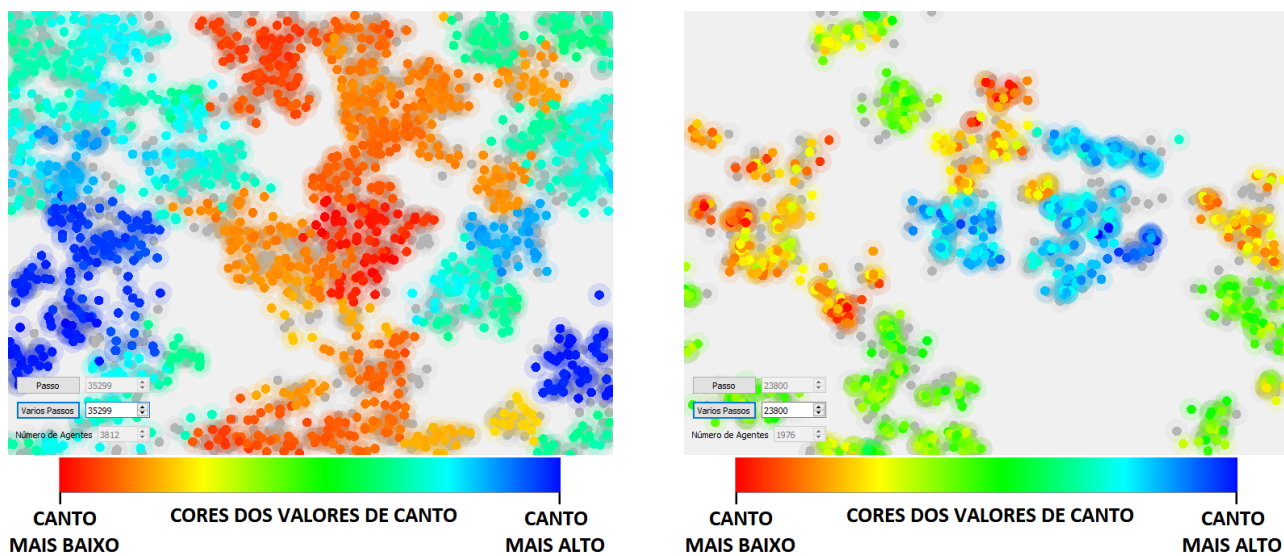 Passo 35299
Varios Passos 35299
Número de Agentes 3812
CANTO MAIS BAIXO
CORES DOS VALORES DE CANTO
CANTO MAIS ALTO
Passo 23800
Varios Passos 23800
Número de Agentes 1976
CANTO MAIS BAIXO
CORES DOS VALORES DE CANTO
CANTO MAIS ALTO